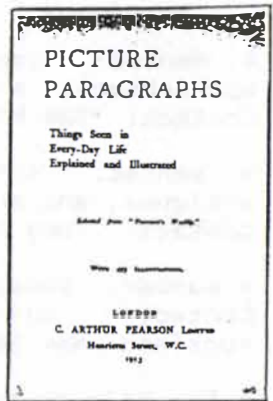 PICTURE
PARAGRAPHS
Things Seen in
Every-Day Life
Explained and Illustrated
Selected from "Pearson's Weekly."
LONDON
C. ARTHUR PEARSON LIMITED
Henrietta Street, W.C.